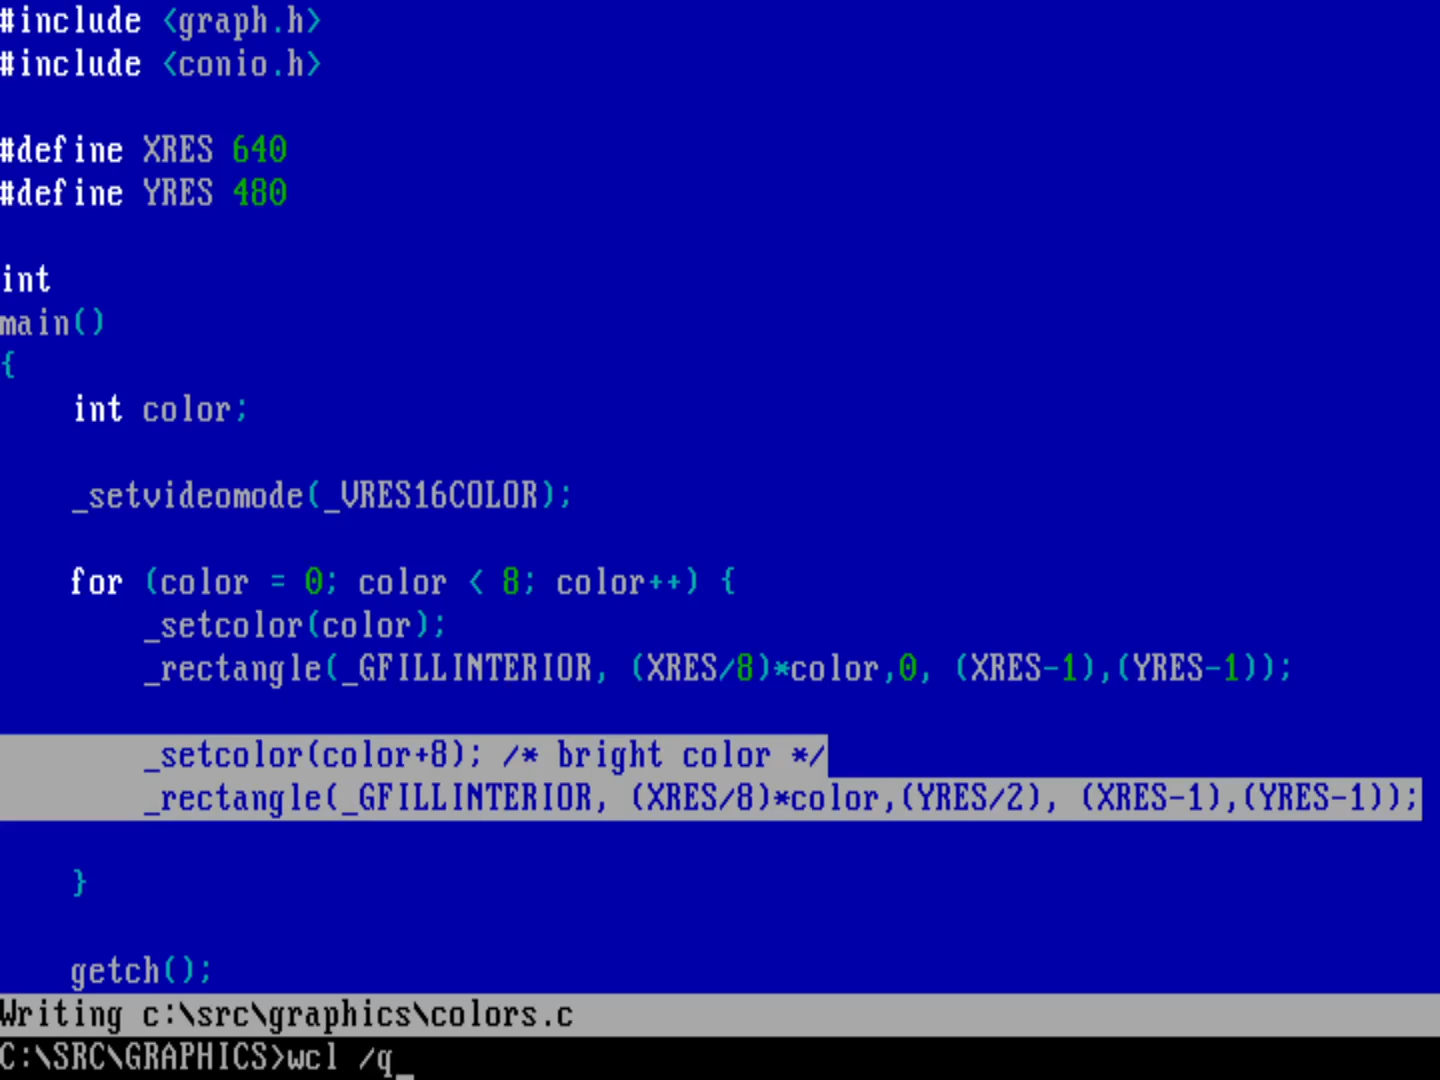 #include <graph.h>
#include <conio.h>
#define XRES 640
#define YRES 480
int
main()
{
int color;
_setvideomode(_VRES16COLOR);
for (color = 0; color < 8; color++) {
_setcolor(color);
_rectangle(_GFILLINTERIOR, (XRES/8)*color,0, (XRES-1),(YRES-1));
_setcolor(color+8); /* bright color */
_rectangle(_GFILLINTERIOR, (XRES/8)*color,(YRES/2), (XRES-1),(YRES-1));
}
getch();
Writing c:\src\graphics\colors.c
C:\SRC\GRAPHICS>wcl /q_